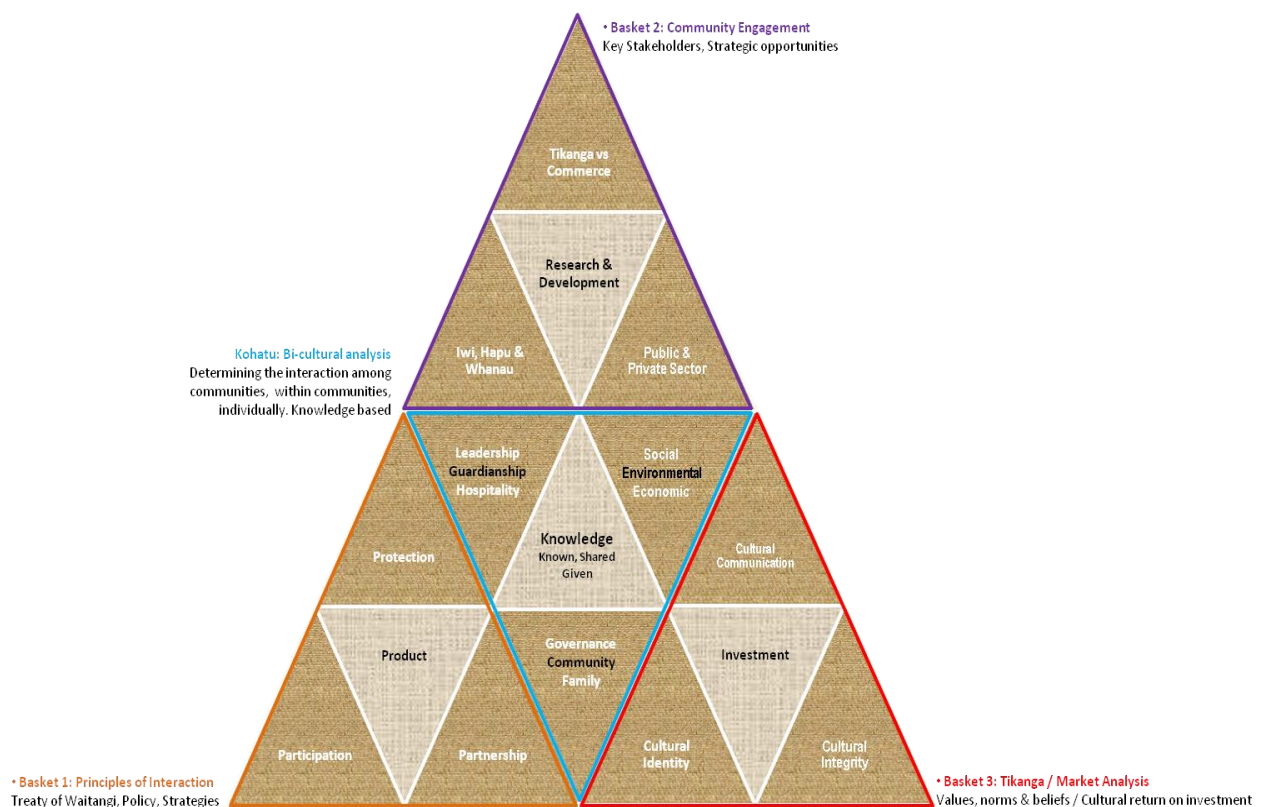 • Basket 2: Community Engagement
Key Stakeholders, Strategic opportunities
Tikanga vs
Commerce
Research &
Development
Iwi, Hapu &
Whanau
Public &
Private Sector
Kohatu: Bi-cultural analysis
Determining the interaction among
communities, within communities,
individually. Knowledge based
Leadership
Guardianship
Hospitality
Social
Environmental
Economic
Knowledge
Known, Shared
Given
Protection
Cultural
Communication
Product
Governance
Community
Family
Investment
Participation
Partnership
Cultural
Identity
Cultural
Integrity
• Basket 1: Principles of Interaction
Treaty of Waitangi, Policy, Strategies
• Basket 3: Tikanga / Market Analysis
Values, norms & beliefs / Cultural return on investment